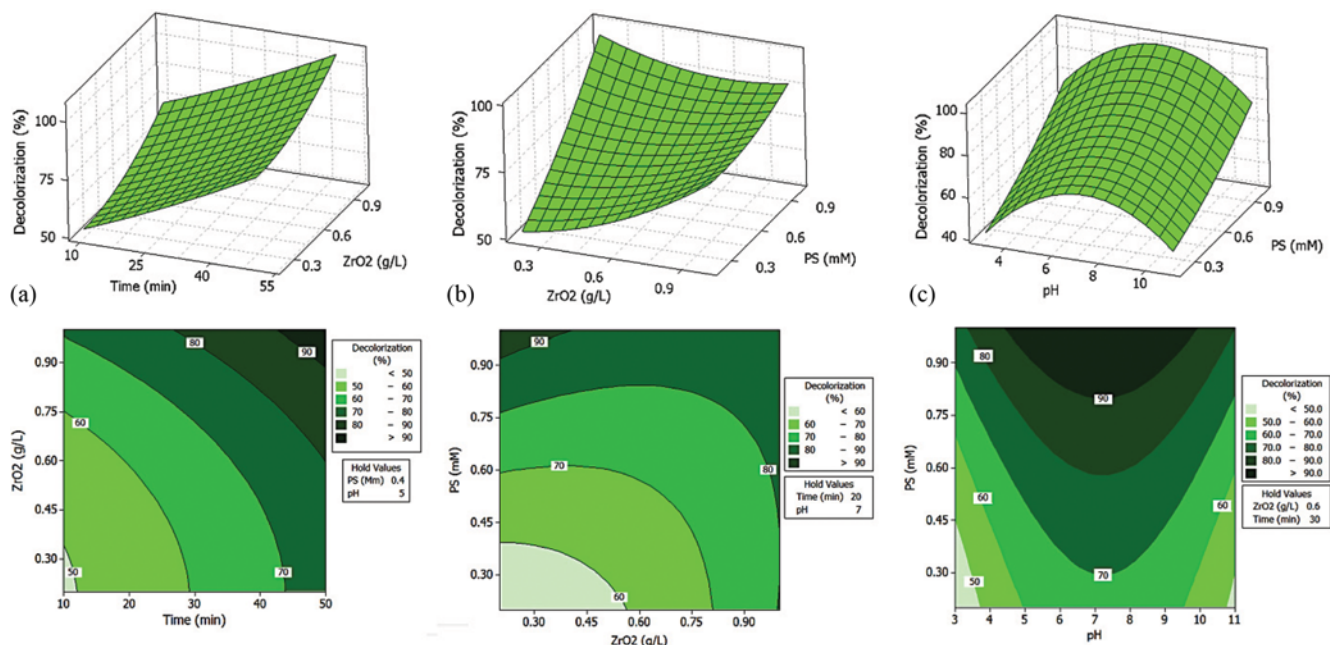 100
75
50
Decolorization (%)
10
25
40
55
Time (min)
0.3
0.6
0.9
ZrO2 (g/L)
(a)
100
75
50
Decolorization (%)
0.3
0.6
0.9
ZrO2 (g/L)
0.3
0.6
0.9
PS (mM)
(b)
100
80
60
40
Decolorization (%)
4
6
8
10
pH
0.3
0.6
0.9
PS (mM)
(c)
0.90
0.75
0.60
0.45
0.30
ZrO2 (g/L)
10 20 30 40 50
Time (min)
50
60
70
80
90
Decolorization
(%)
< 50
50 – 60
60 – 70
70 – 80
80 – 90
> 90
Hold Values
PS (Mm) 0.4
pH 5
0.90
0.75
0.60
0.45
0.30
PS (mM)
0.30 0.45 0.60 0.75 0.90
ZrO2 (g/L)
90
80
70
60
Decolorization
(%)
< 60
60 – 70
70 – 80
80 – 90
> 90
Hold Values
Time (min) 20
pH 7
0.90
0.75
0.60
0.45
0.30
PS (mM)
3 4 5 6 7 8 9 10 11
pH
80
90
60
60
70
50
Decolorization
(%)
< 50.0
50.0 – 60.0
60.0 – 70.0
70.0 – 80.0
80.0 – 90.0
> 90.0
Hold Values
ZrO2 (g/L) 0.6
Time (min) 30